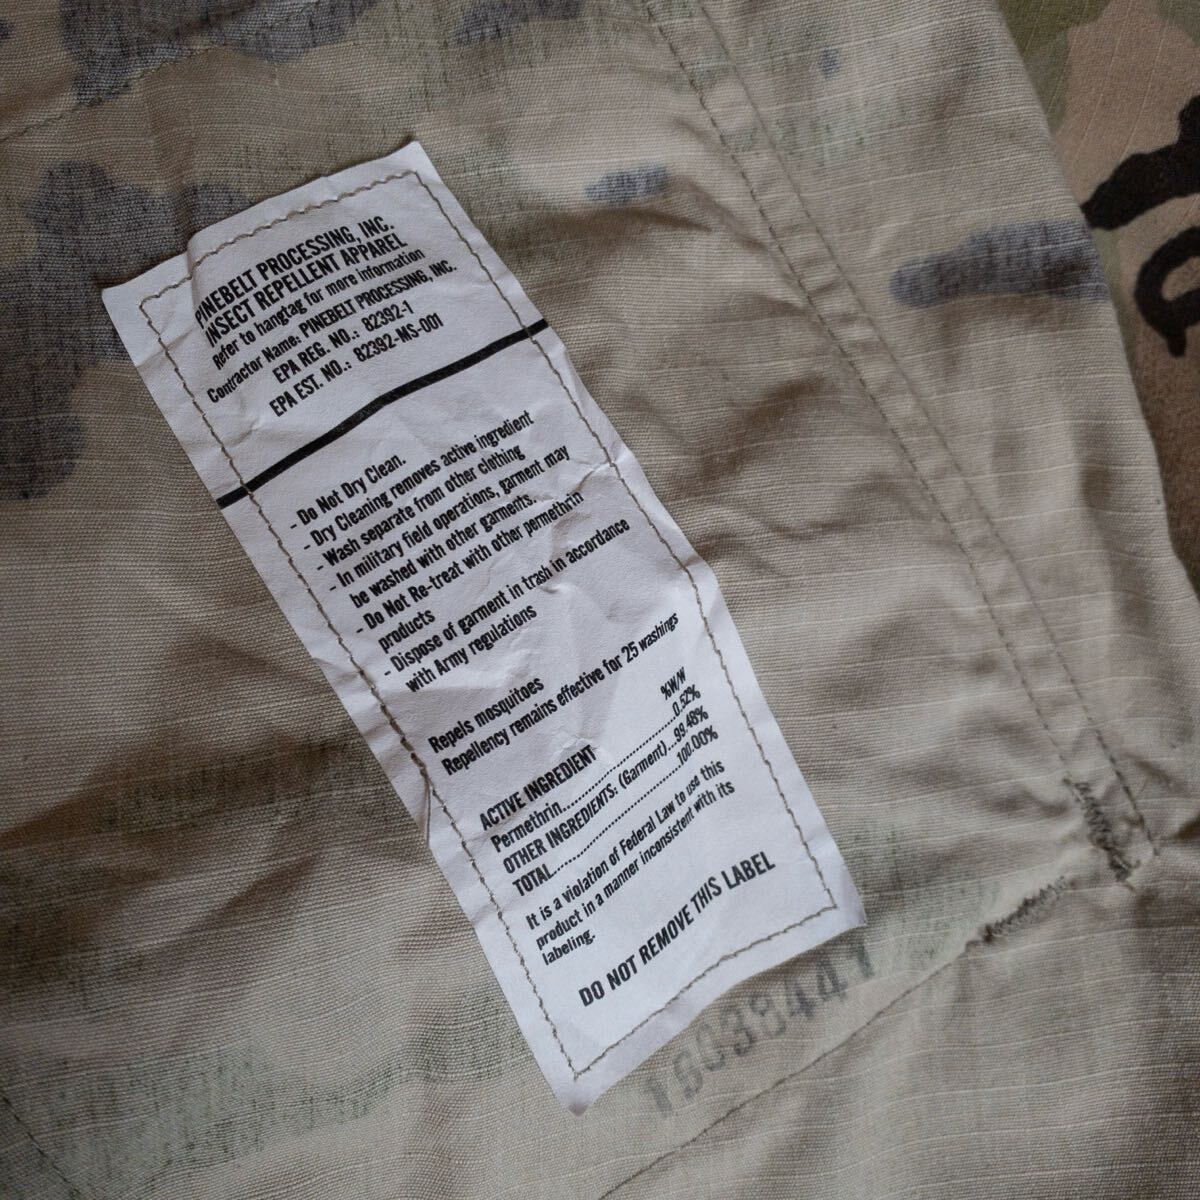 PINEBELT PROCESSING, INC.
INSECT REPELLENT APPAREL
Refer to hangtag for more information
Contractor Name: PINEBELT PROCESSING, INC.
EPA REG. NO.: 82392-1
EPA EST. NO.: 82392-MS-001
- Do Not Dry Clean.
- Dry Cleaning removes active ingredient
- Wash separate from other clothing
- In military field operations, garment may
be washed with other garments.
- Do Not Re-treat with other permethrin
products
- Dispose of garment in trash in accordance
with Army regulations
Repels mosquitoes
Repellency remains effective for 25 washings
%W/W
ACTIVE INGREDIENT
Permethrin..............................0.52%
OTHER INGREDIENTS: (Garment)...99.48%
TOTAL..............................100.00%
It is a violation of Federal Law to use this
product in a manner inconsistent with its
labeling.
DO NOT REMOVE THIS LABEL